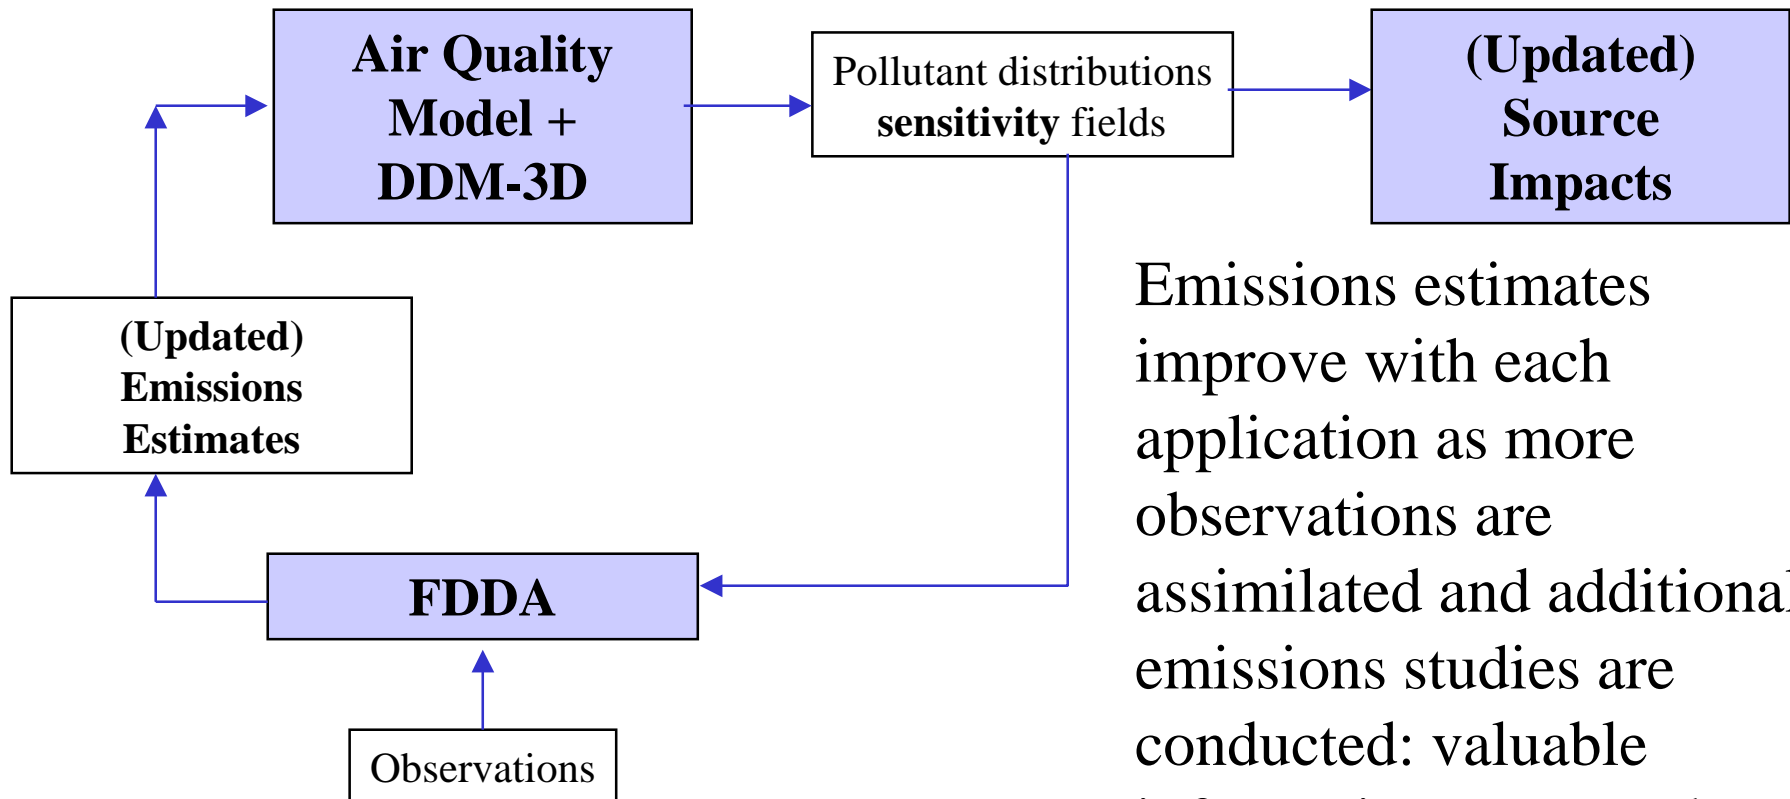 Air Quality
Model +
DDM-3D
Pollutant distributions
sensitivity fields
(Updated)
Source
Impacts
(Updated)
Emissions
Estimates
FDDA
Observations
Emissions estimates
improve with each
application as more
observations are
assimilated and additional
emissions studies are
conducted: valuable